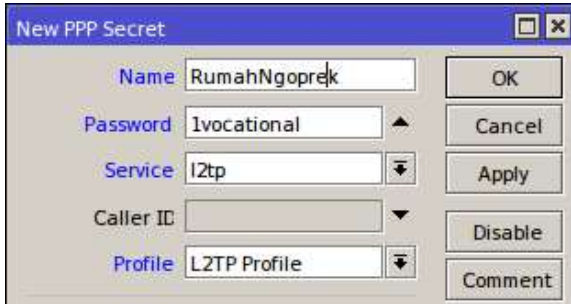 New PPP Secret
Name RumahNgoprek OK
Password 1vocational Cancel
Service l2tp Apply
Caller ID
Disable
Profile L2TP Profile
Comment